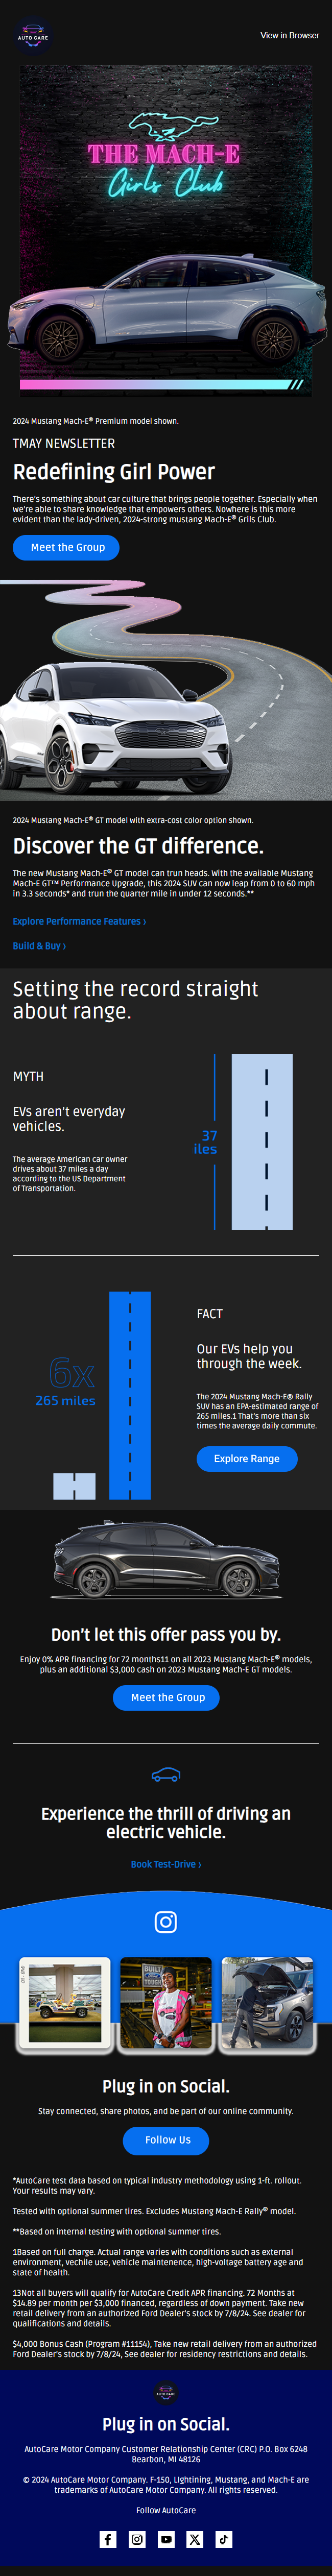 AUTO CARE
View in Browser
THE MACH-E
Girls Club
2024 Mustang Mach-E® Premium model shown.
TMAY NEWSLETTER
Redefining Girl Power
There's something about car culture that brings people together. Especially when
we're able to share knowledge that empowers others. Nowhere is this more
evident than the lady-driven, 2024-strong mustang Mach-E® Grils Club.
Meet the Group
2024 Mustang Mach-E® GT model with extra-cost color option shown.
Discover the GT difference.
The new Mustang Mach-E® GT model can trun heads. With the available Mustang
Mach-E GT™ Performance Upgrade, this 2024 SUV can now leap from 0 to 60 mph
in 3.3 seconds* and trun the quarter mile in under 12 seconds.**
Explore Performance Features ›
Build & Buy ›
Setting the record straight
about range.
MYTH
EVs aren't everyday
vehicles.
The average American car owner
drives about 37 miles a day
according to the US Department
of Transportation.
37
iles
6x
265 miles
FACT
Our EVs help you
through the week.
The 2024 Mustang Mach-E® Rally
SUV has an EPA-estimated range of
265 miles.1 That's more than six
times the average daily commute.
Explore Range
Don't let this offer pass you by.
Enjoy 0% APR financing for 72 months11 on all 2023 Mustang Mach-E® models,
plus an additional $3,000 cash on 2023 Mustang Mach-E GT models.
Meet the Group
Experience the thrill of driving an
electric vehicle.
Book Test-Drive ›
BUILT
TOUGH
Plug in on Social.
Stay connected, share photos, and be part of our online community.
Follow Us
*AutoCare test data based on typical industry methodology using 1-ft. rollout.
Your results may vary.
Tested with optional summer tires. Excludes Mustang Mach-E Rally® model.
**Based on internal testing with optional summer tires.
1Based on full charge. Actual range varies with conditions such as external
environment, vechile use, vehicle maintenence, high-voltage battery age and
state of health.
13Not all buyers will qualify for AutoCare Credit APR financing. 72 Months at
$14.89 per month per $3,000 financed, regardless of down payment. Take new
retail delivery from an authorized Ford Dealer's stock by 7/8/24. See dealer for
qualifications and details.
$4,000 Bonus Cash (Program #11154), Take new retail delivery from an authorized
Ford Dealer's stock by 7/8/24, See dealer for residency restrictions and details.
AUTO CARE
Plug in on Social.
AutoCare Motor Company Customer Relationship Center (CRC) P.O. Box 6248
Bearbon, MI 48126
© 2024 AutoCare Motor Company. F-150, Lightning, Mustang, and Mach-E are
trademarks of AutoCare Motor Company. All rights reserved.
Follow AutoCare